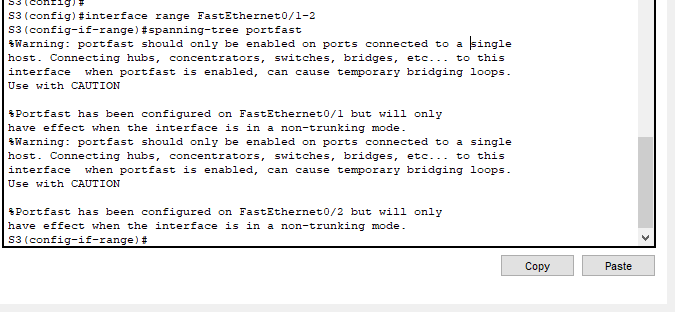 S3(config)#
S3(config)#interface range FastEthernet0/1-2
S3(config-if-range)#spanning-tree portfast
%Warning: portfast should only be enabled on ports connected to a single
host. Connecting hubs, concentrators, switches, bridges, etc... to this
interface  when portfast is enabled, can cause temporary bridging loops.
Use with CAUTION

%Portfast has been configured on FastEthernet0/1 but will only
have effect when the interface is in a non-trunking mode.
%Warning: portfast should only be enabled on ports connected to a single
host. Connecting hubs, concentrators, switches, bridges, etc... to this
interface  when portfast is enabled, can cause temporary bridging loops.
Use with CAUTION

%Portfast has been configured on FastEthernet0/2 but will only
have effect when the interface is in a non-trunking mode.
S3(config-if-range)#
Copy
Paste